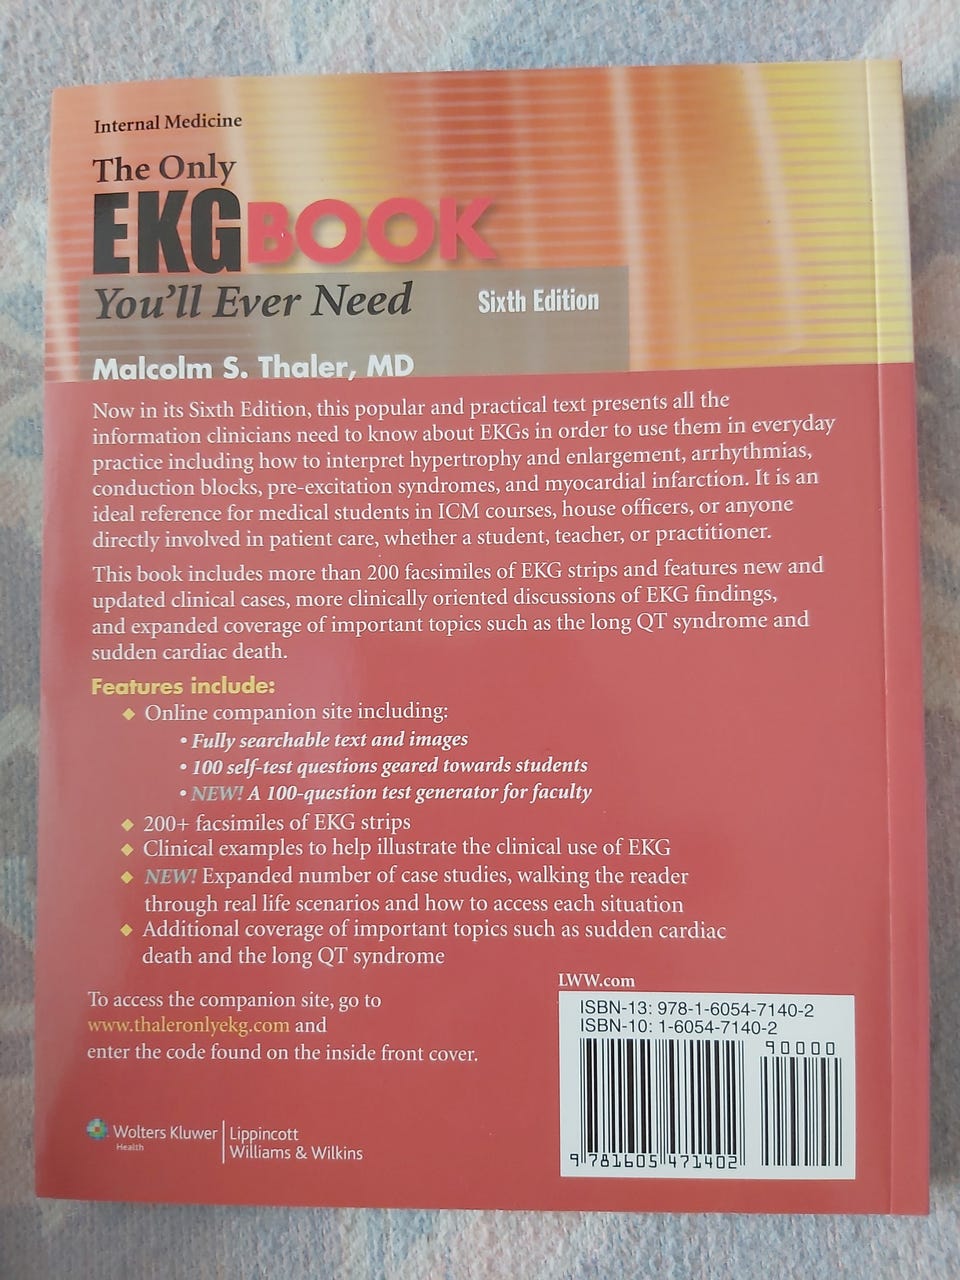 Internal Medicine
The Only
EKG BOOK
You'll Ever Need
Sixth Edition
Malcolm S. Thaler, MD
Now in its Sixth Edition, this popular and practical text presents all the
information clinicians need to know about EKGs in order to use them in everyday
practice including how to interpret hypertrophy and enlargement, arrhythmias,
conduction blocks, pre-excitation syndromes, and myocardial infarction. It is an
ideal reference for medical students in ICM courses, house officers, or anyone
directly involved in patient care, whether a student, teacher, or practitioner.
This book includes more than 200 facsimiles of EKG strips and features new and
updated clinical cases, more clinically oriented discussions of EKG findings,
and expanded coverage of important topics such as the long QT syndrome and
sudden cardiac death.
Features include:
◆ Online companion site including:
• Fully searchable text and images
• 100 self-test questions geared towards students
• NEW! A 100-question test generator for faculty
◆ 200+ facsimiles of EKG strips
◆ Clinical examples to help illustrate the clinical use of EKG
◆ NEW! Expanded number of case studies, walking the reader
through real life scenarios and how to access each situation
◆ Additional coverage of important topics such as sudden cardiac
death and the long QT syndrome
To access the companion site, go to
www.thaleronlyekg.com and
enter the code found on the inside front cover.
Wolters Kluwer
Health
Lippincott
Williams & Wilkins
LWW.com
ISBN-13: 978-1-6054-7140-2
ISBN-10: 1-6054-7140-2
90000
9 781605 471402